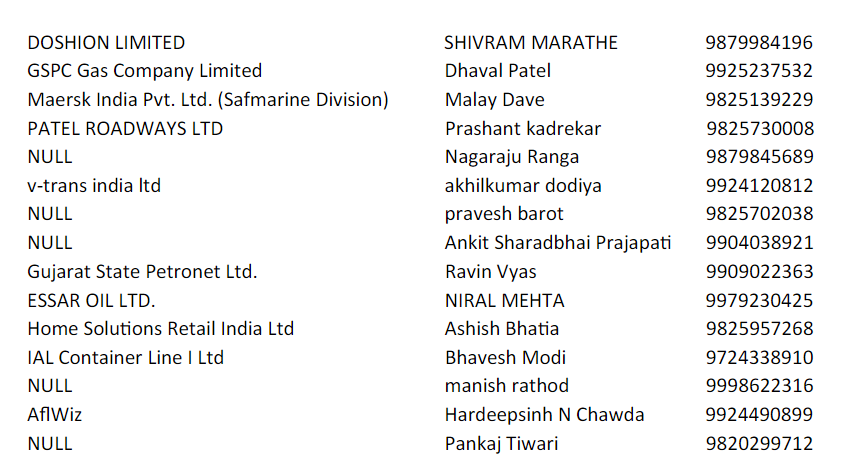 DOSHION LIMITED SHIVRAM MARATHE 9879984196
GSPC Gas Company Limited Dhaval Patel 9925237532
Maersk India Pvt. Ltd. (Safmarine Division) Malay Dave 9825139229
PATEL ROADWAYS LTD Prashant kadrekar 9825730008
NULL Nagaraju Ranga 9879845689
v-trans india ltd akhilkumar dodiya 9924120812
NULL pravesh barot 9825702038
NULL Ankit Sharadbhai Prajapati 9904038921
Gujarat State Petronet Ltd. Ravin Vyas 9909022363
ESSAR OIL LTD. NIRAL MEHTA 9979230425
Home Solutions Retail India Ltd Ashish Bhatia 9825957268
IAL Container Line I Ltd Bhavesh Modi 9724338910
NULL manish rathod 9998622316
AflWiz Hardeepsinh N Chawda 9924490899
NULL Pankaj Tiwari 9820299712